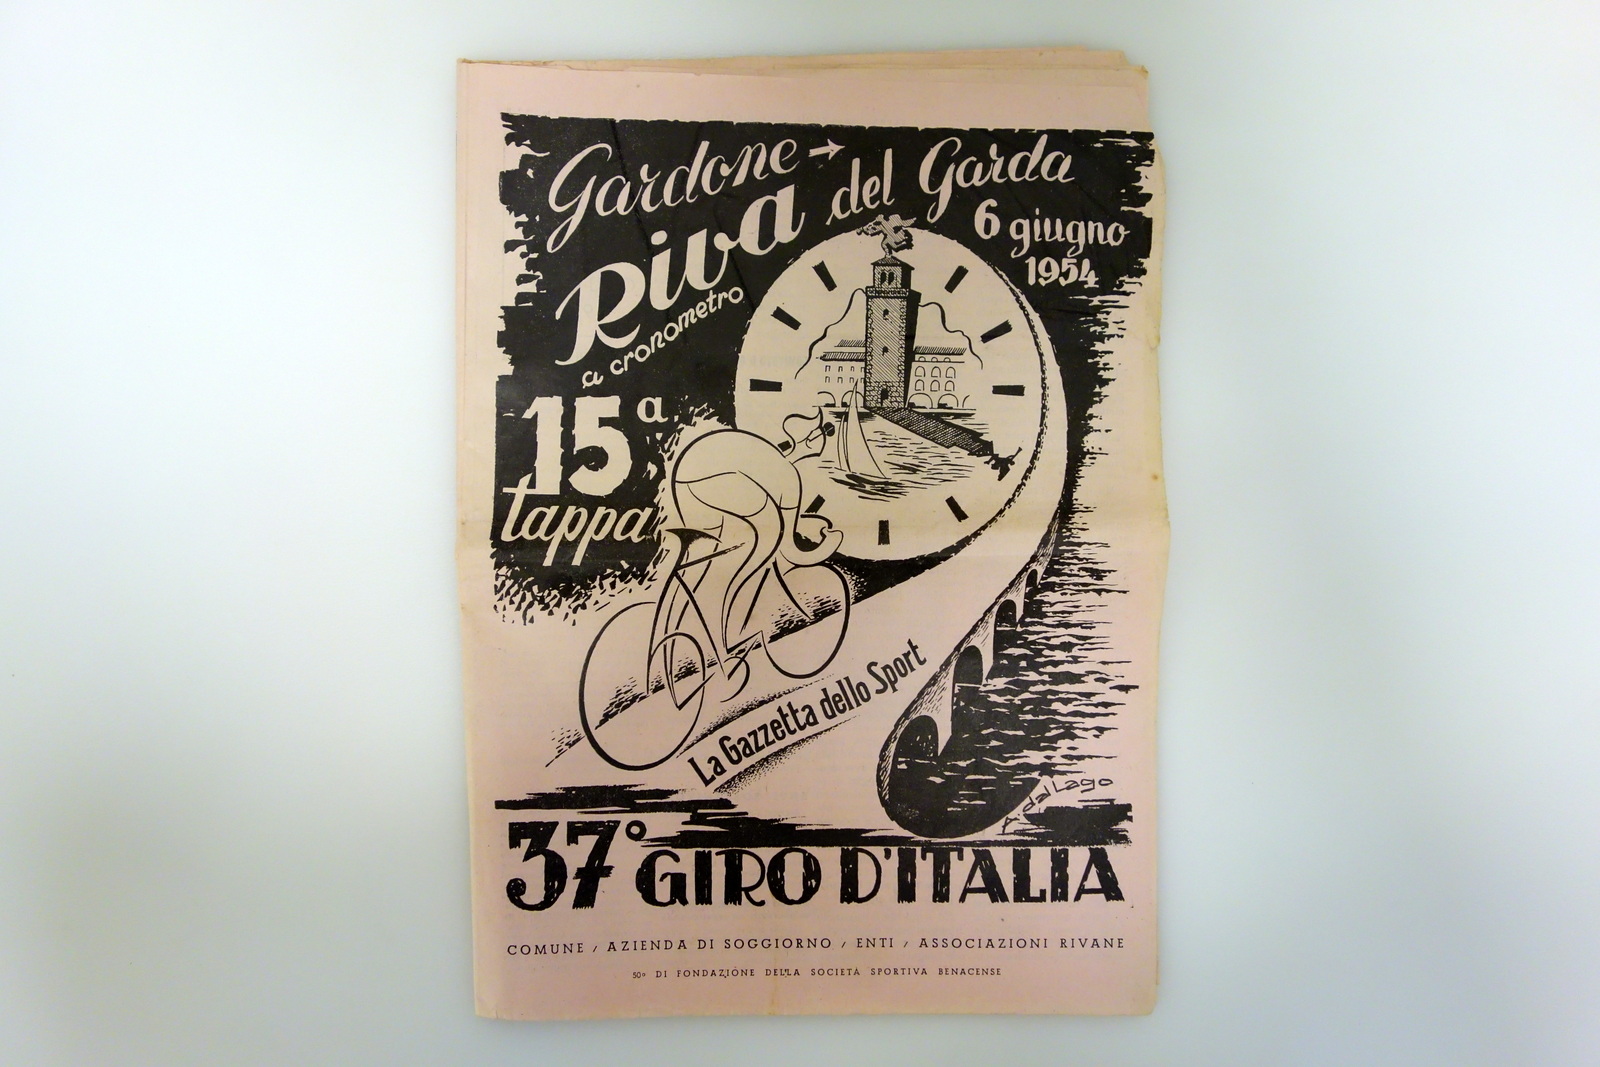 Gardone → 
Riva del Garda
a cronometro
6 giugno
1954
15a
tappa
La Gazzetta dello Sport
A. dal Lago
37° GIRO D'ITALIA
COMUNE / AZIENDA DI SOGGIORNO / ENTI / ASSOCIAZIONI RIVANE
50º DI FONDAZIONE DELLA SOCIETÀ SPORTIVA BENACENSE